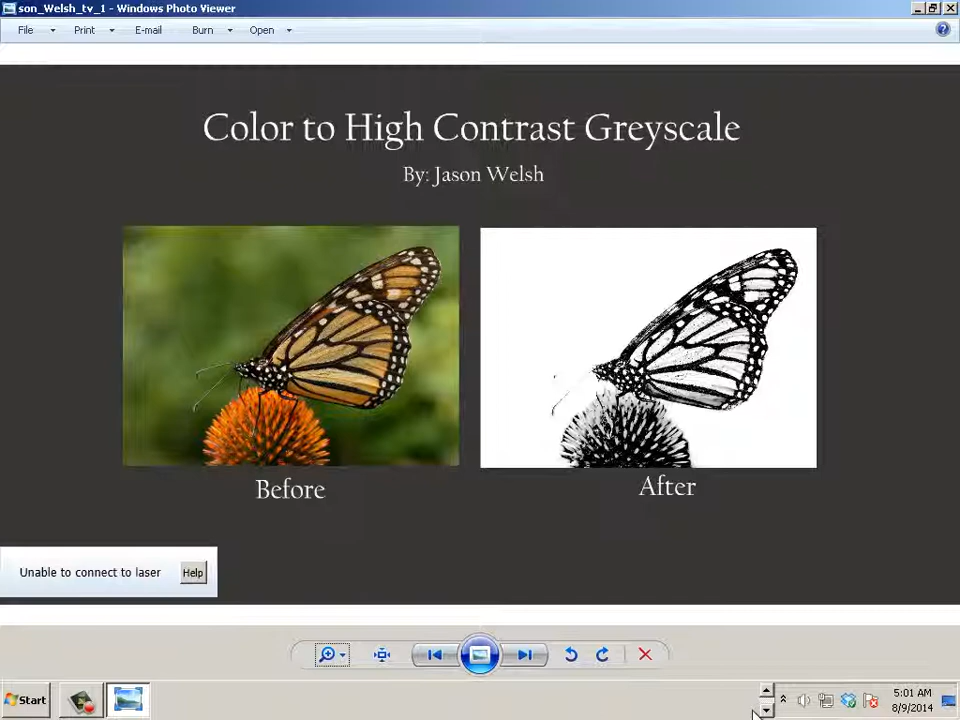 son_Welsh_tv_1 - Windows Photo Viewer
File Print E-mail Burn Open
Color to High Contrast Greyscale
By: Jason Welsh
Before
After
Unable to connect to laser Help
Start
5:01 AM
8/9/2014